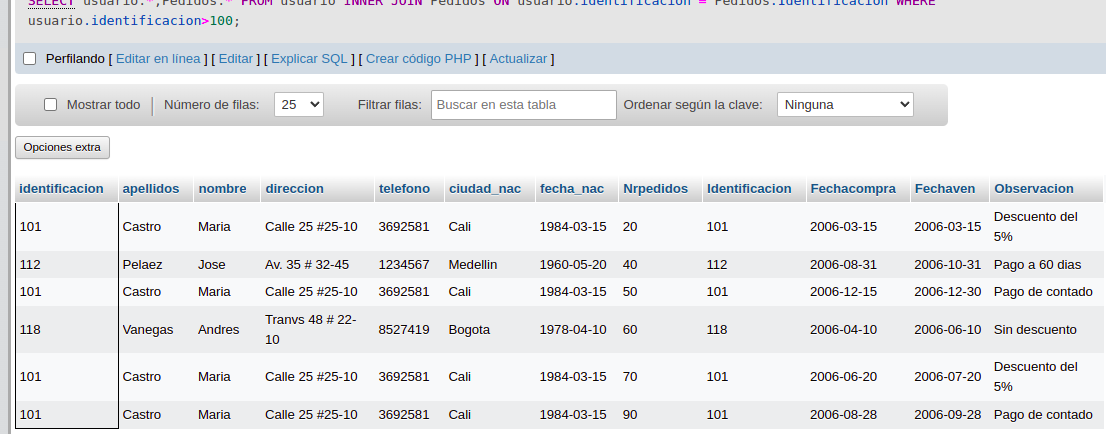 SELECT usuario.*,Pedidos.* FROM usuario INNER JOIN Pedidos ON usuario.identificacion = Pedidos.Identificacion WHERE
usuario.identificacion>100;
Perfilando [ Editar en línea ] [ Editar ] [ Explicar SQL ] [ Crear código PHP ] [ Actualizar ]
Mostrar todo Número de filas: 25 Filtrar filas: Buscar en esta tabla Ordenar según la clave: Ninguna
Opciones extra
identificacion apellidos nombre direccion telefono ciudad_nac fecha_nac Nrpedidos Identificacion Fechacompra Fechaven Observacion
101 Castro Maria Calle 25 #25-10 3692581 Cali 1984-03-15 20 101 2006-03-15 2006-03-15 Descuento del
5%
112 Pelaez Jose Av. 35 # 32-45 1234567 Medellin 1960-05-20 40 112 2006-08-31 2006-10-31 Pago a 60 dias
101 Castro Maria Calle 25 #25-10 3692581 Cali 1984-03-15 50 101 2006-12-15 2006-12-30 Pago de contado
118 Vanegas Andres Tranvs 48 # 22-
10 8527419 Bogota 1978-04-10 60 118 2006-04-10 2006-06-10 Sin descuento
101 Castro Maria Calle 25 #25-10 3692581 Cali 1984-03-15 70 101 2006-06-20 2006-07-20 Descuento del
5%
101 Castro Maria Calle 25 #25-10 3692581 Cali 1984-03-15 90 101 2006-08-28 2006-09-28 Pago de contado